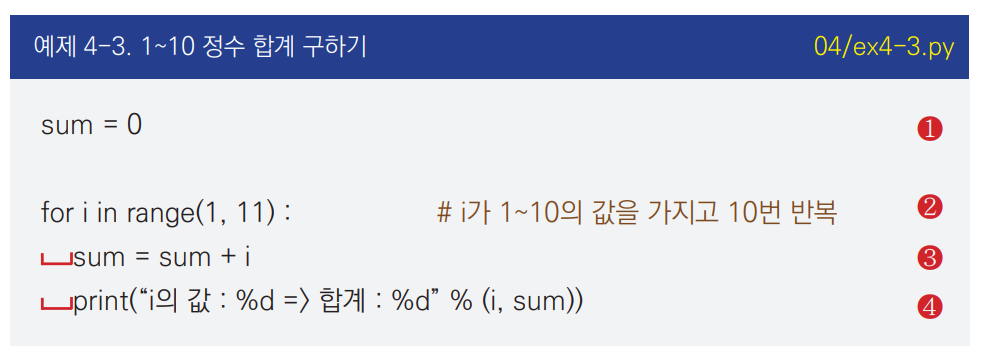 예제 4-3. 1~10 정수 합계 구하기 04/ex4-3.py
sum = 0 ❶
for i in range(1, 11) : # i가 1~10의 값을 가지고 10번 반복 ❷
sum = sum + i ❸
print(“i의 값 : %d => 합계 : %d” % (i, sum)) ❹